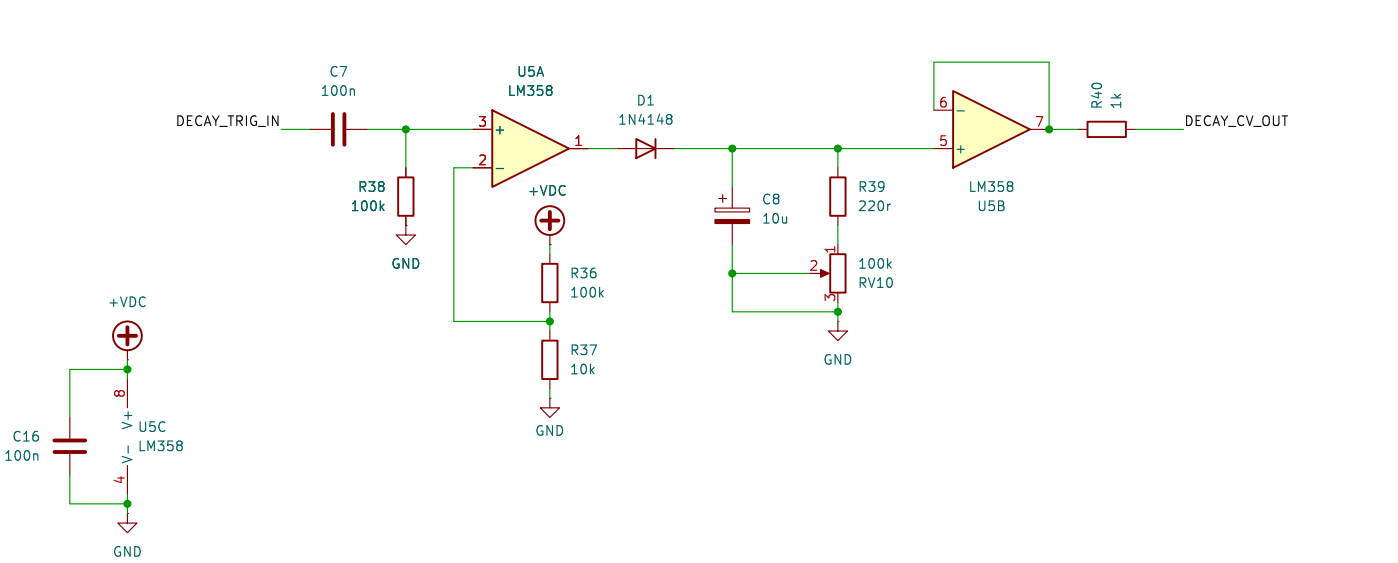 C7
100n
DECAY_TRIG_IN
R38
100k
GND
U5A
LM358
3
+
2
−
1
+VDC
R36
100k
R37
10k
GND
D1
1N4148
+
C8
10u
R39
220r
1
2
3
100k
RV10
GND
6
−
5
+
7
LM358
U5B
R40
1k
DECAY_CV_OUT
+VDC
8
V+
U5C
LM358
V−
4
C16
100n
GND